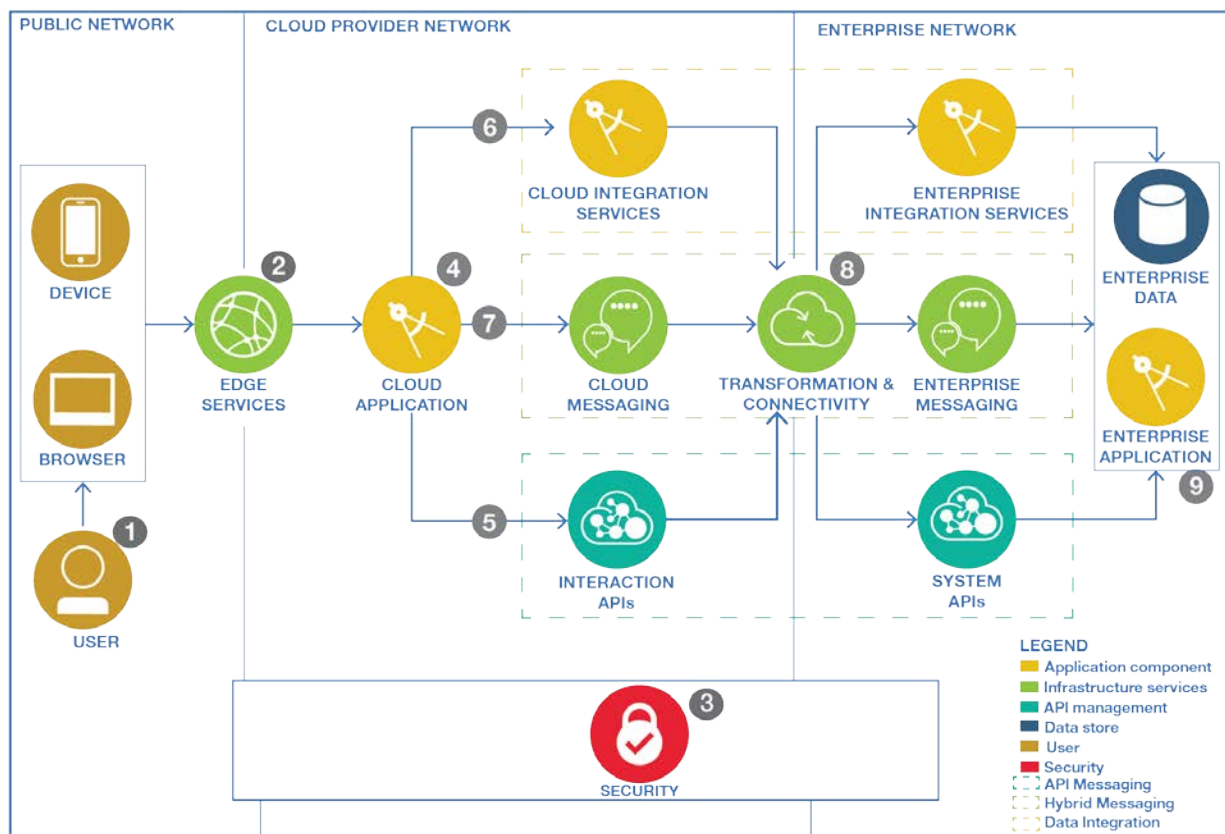 PUBLIC NETWORK
CLOUD PROVIDER NETWORK
ENTERPRISE NETWORK
6
CLOUD INTEGRATION
SERVICES
ENTERPRISE
INTEGRATION SERVICES
DEVICE
2
EDGE
SERVICES
4
CLOUD
APPLICATION
7
CLOUD
MESSAGING
8
TRANSFORMATION &
CONNECTIVITY
ENTERPRISE
MESSAGING
ENTERPRISE
DATA
ENTERPRISE
APPLICATION
9
BROWSER
1
USER
5
INTERACTION
APIs
SYSTEM
APIs
3
SECURITY
LEGEND
Application component
Infrastructure services
API management
Data store
User
Security
API Messaging
Hybrid Messaging
Data Integration